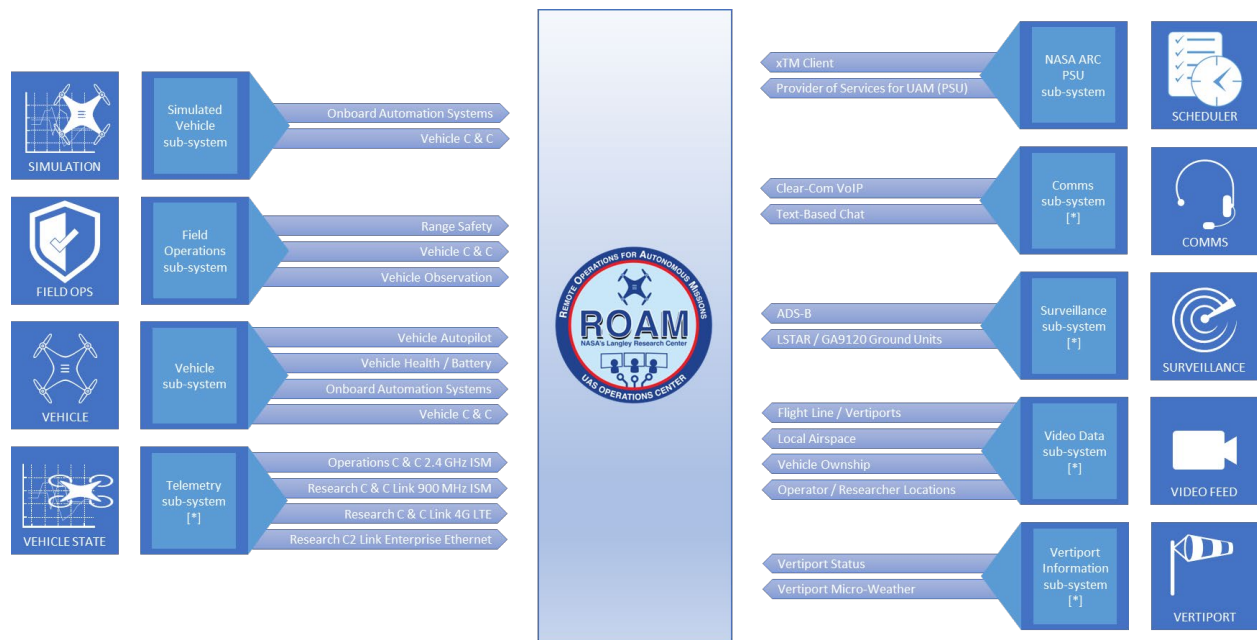 SIMULATION
Simulated
Vehicle
sub-system
Onboard Automation Systems
Vehicle C & C
FIELD OPS
Field
Operations
sub-system
Range Safety
Vehicle C & C
Vehicle Observation
VEHICLE
Vehicle
sub-system
Vehicle Autopilot
Vehicle Health / Battery
Onboard Automation Systems
Vehicle C & C
VEHICLE STATE
Telemetry
sub-system
[*]
Operations C & C 2.4 GHz ISM
Research C & C Link 900 MHz ISM
Research C & C Link 4G LTE
Research C2 Link Enterprise Ethernet
REMOTE OPERATIONS FOR AUTONOMOUS MISSIONS
ROAM
NASA's Langley Research Center
UAS OPERATIONS CENTER
xTM Client
Provider of Services for UAM (PSU)
NASA ARC
PSU
sub-system
SCHEDULER
Clear-Com VoIP
Text-Based Chat
Comms
sub-system
[*]
COMMS
ADS-B
LSTAR / GA9120 Ground Units
Surveillance
sub-system
[*]
SURVEILLANCE
Flight Line / Vertiports
Local Airspace
Vehicle Ownship
Operator / Researcher Locations
Video Data
sub-system
[*]
VIDEO FEED
Vertiport Status
Vertiport Micro-Weather
Vertiport
Information
sub-system
[*]
VERTIPORT